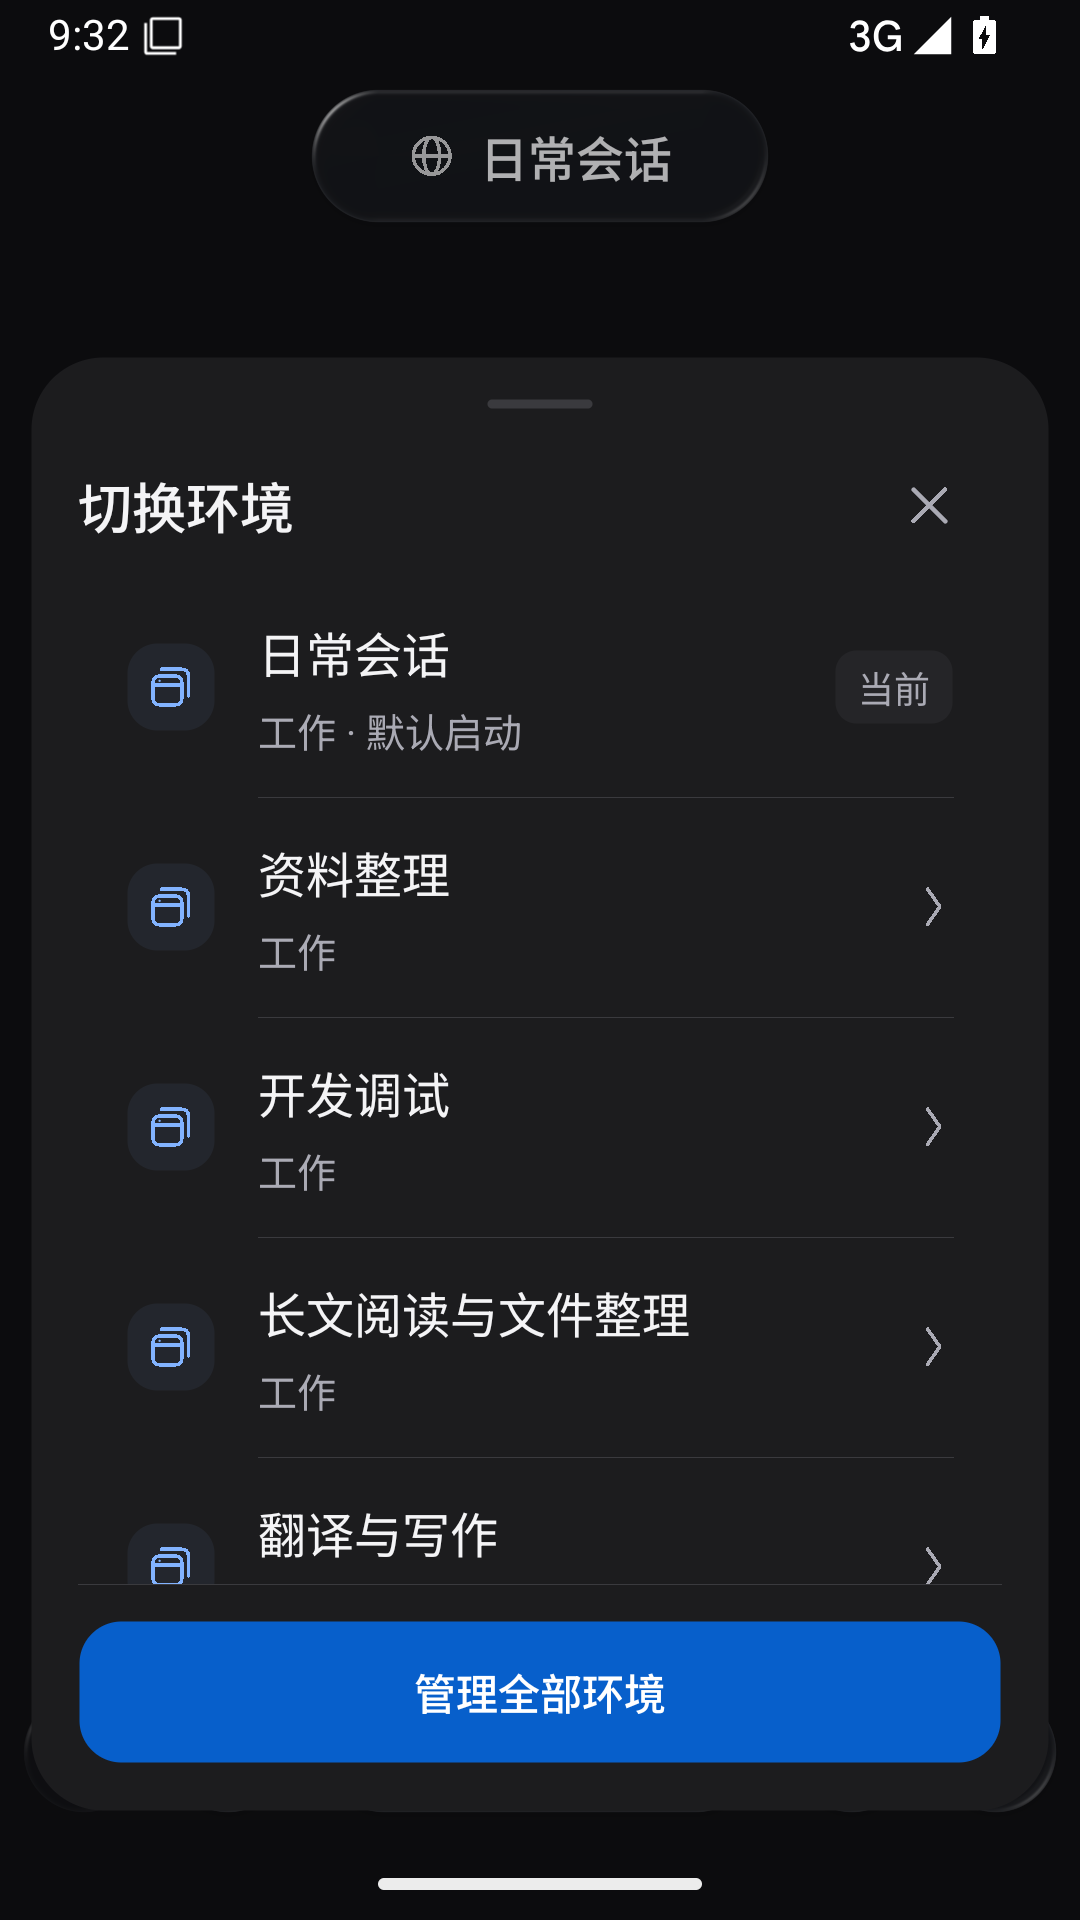 9:32
3G
日常会话
切换环境
日常会话
工作 · 默认启动
当前
资料整理
工作
开发调试
工作
长文阅读与文件整理
工作
翻译与写作
管理全部环境